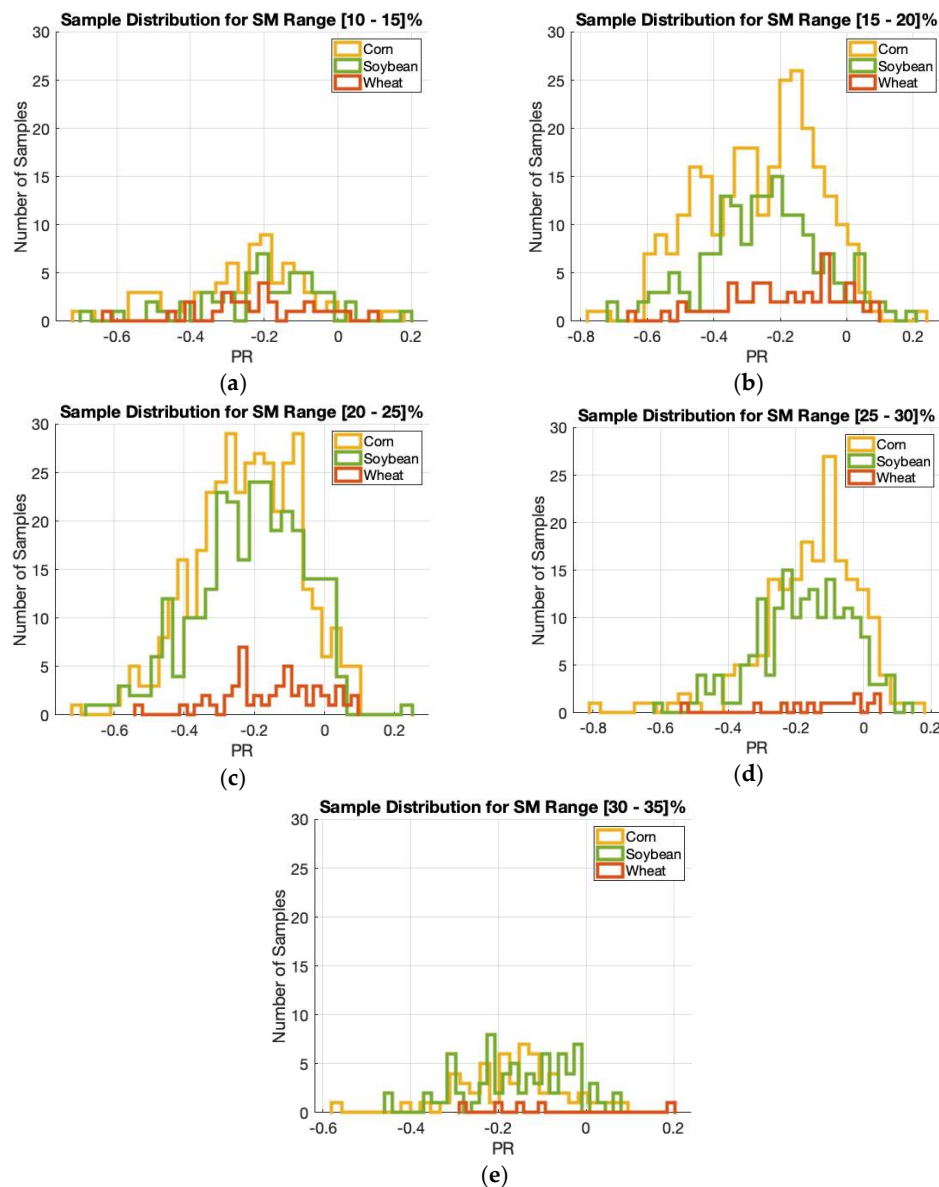 Sample Distribution for SM Range [10 - 15]%
30
25
20
15
10
5
0
Number of Samples
-0.6
-0.4
-0.2
0
0.2
PR
Corn
Soybean
Wheat
(a)
Sample Distribution for SM Range [15 - 20]%
30
25
20
15
10
5
0
Number of Samples
-0.8
-0.6
-0.4
-0.2
0
0.2
PR
Corn
Soybean
Wheat
(b)
Sample Distribution for SM Range [20 - 25]%
30
25
20
15
10
5
0
Number of Samples
-0.6
-0.4
-0.2
0
0.2
PR
Corn
Soybean
Wheat
(c)
Sample Distribution for SM Range [25 - 30]%
30
25
20
15
10
5
0
Number of Samples
-0.8
-0.6
-0.4
-0.2
0
0.2
PR
Corn
Soybean
Wheat
(d)
Sample Distribution for SM Range [30 - 35]%
30
25
20
15
10
5
0
Number of Samples
-0.6
-0.4
-0.2
0
0.2
PR
Corn
Soybean
Wheat
(e)